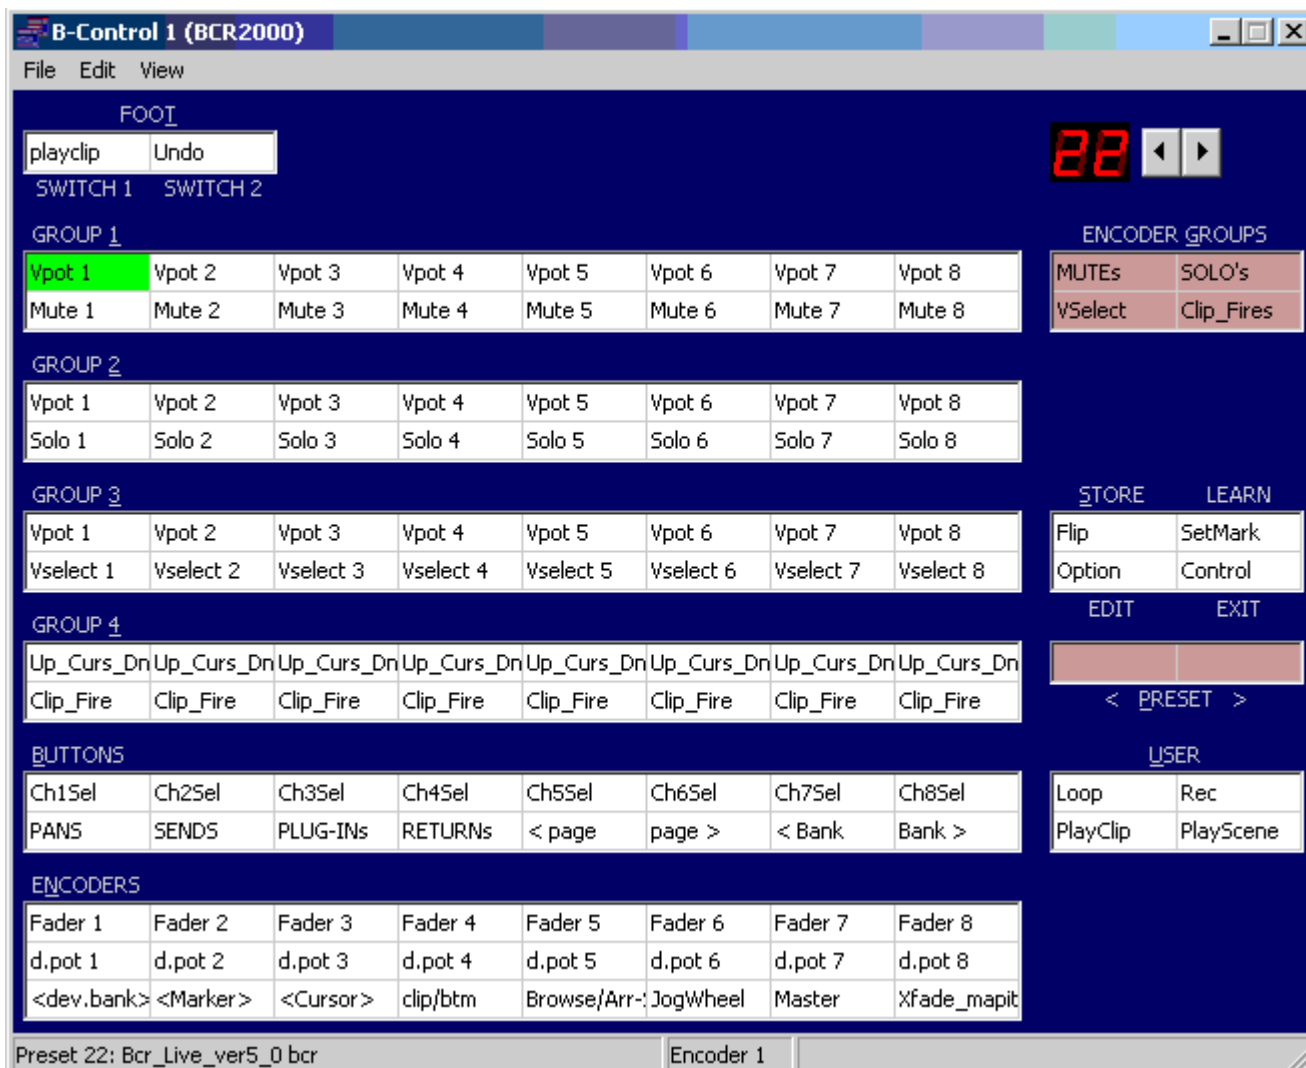 B-Control 1 (BCR2000)
File Edit View
FOOT
playclip Undo
SWITCH 1 SWITCH 2
22
GROUP 1
Vpot 1 Vpot 2 Vpot 3 Vpot 4 Vpot 5 Vpot 6 Vpot 7 Vpot 8
Mute 1 Mute 2 Mute 3 Mute 4 Mute 5 Mute 6 Mute 7 Mute 8
ENCODER GROUPS
MUTEs SOLO's
VSelect Clip_Fires
GROUP 2
Vpot 1 Vpot 2 Vpot 3 Vpot 4 Vpot 5 Vpot 6 Vpot 7 Vpot 8
Solo 1 Solo 2 Solo 3 Solo 4 Solo 5 Solo 6 Solo 7 Solo 8
GROUP 3
Vpot 1 Vpot 2 Vpot 3 Vpot 4 Vpot 5 Vpot 6 Vpot 7 Vpot 8
Vselect 1 Vselect 2 Vselect 3 Vselect 4 Vselect 5 Vselect 6 Vselect 7 Vselect 8
STORE LEARN
Flip SetMark
Option Control
EDIT EXIT
GROUP 4
Up_Curs_Dn Up_Curs_Dn Up_Curs_Dn Up_Curs_Dn Up_Curs_Dn Up_Curs_Dn Up_Curs_Dn Up_Curs_Dn
Clip_Fire Clip_Fire Clip_Fire Clip_Fire Clip_Fire Clip_Fire Clip_Fire Clip_Fire
< PRESET >
BUTTONS
Ch1Sel Ch2Sel Ch3Sel Ch4Sel Ch5Sel Ch6Sel Ch7Sel Ch8Sel
PANS SENDS PLUG-INs RETURNs < page page > < Bank Bank >
USER
Loop Rec
PlayClip PlayScene
ENCODERS
Fader 1 Fader 2 Fader 3 Fader 4 Fader 5 Fader 6 Fader 7 Fader 8
d.pot 1 d.pot 2 d.pot 3 d.pot 4 d.pot 5 d.pot 6 d.pot 7 d.pot 8
<dev.bank> <Marker> <Cursor> clip/btm Browse/Arr- JogWheel Master Xfade_mapit
Preset 22: Bcr_Live_ver5_0 bcr Encoder 1